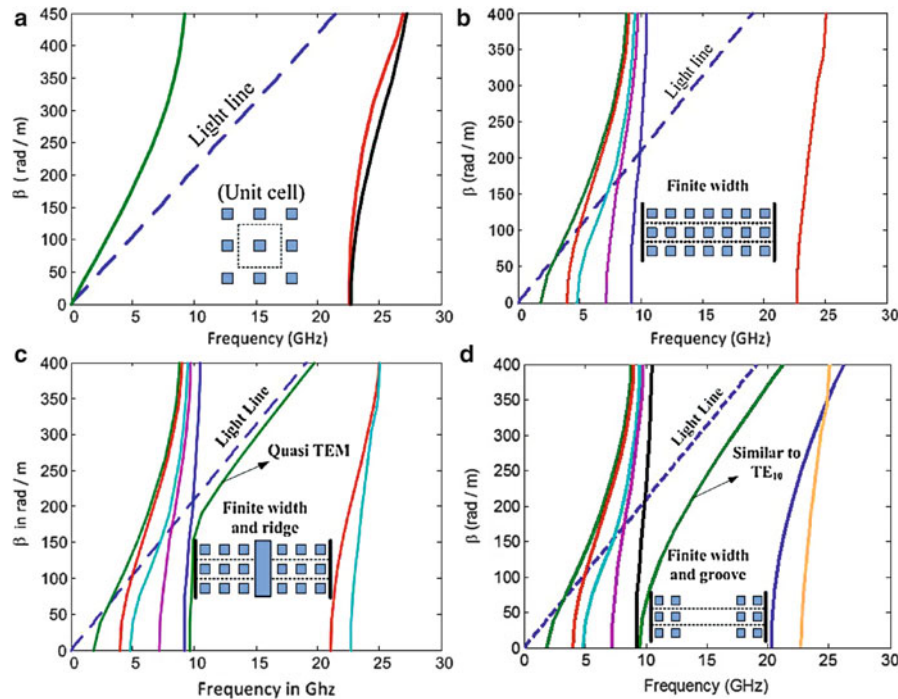 a
450
400
350
300
250
200
150
100
50
0
β ( rad / m)
Light line
(Unit cell)
0 5 10 15 20 25 30
Frequency (GHz)
b
400
300
200
100
0
β (rad / m)
Light line
Finite width
0 5 10 15 20 25 30
Frequency (GHz)
c
400
350
300
250
200
150
100
50
0
β in rad / m
Light Line
Quasi TEM
Finite width
and ridge
0 5 10 15 20 25 30
Frequency in Ghz
d
400
350
300
250
200
150
100
50
0
β (rad / m)
Light Line
Similar to
TE10
Finite width
and groove
0 5 10 15 20 25 30
Frequency (GHz)